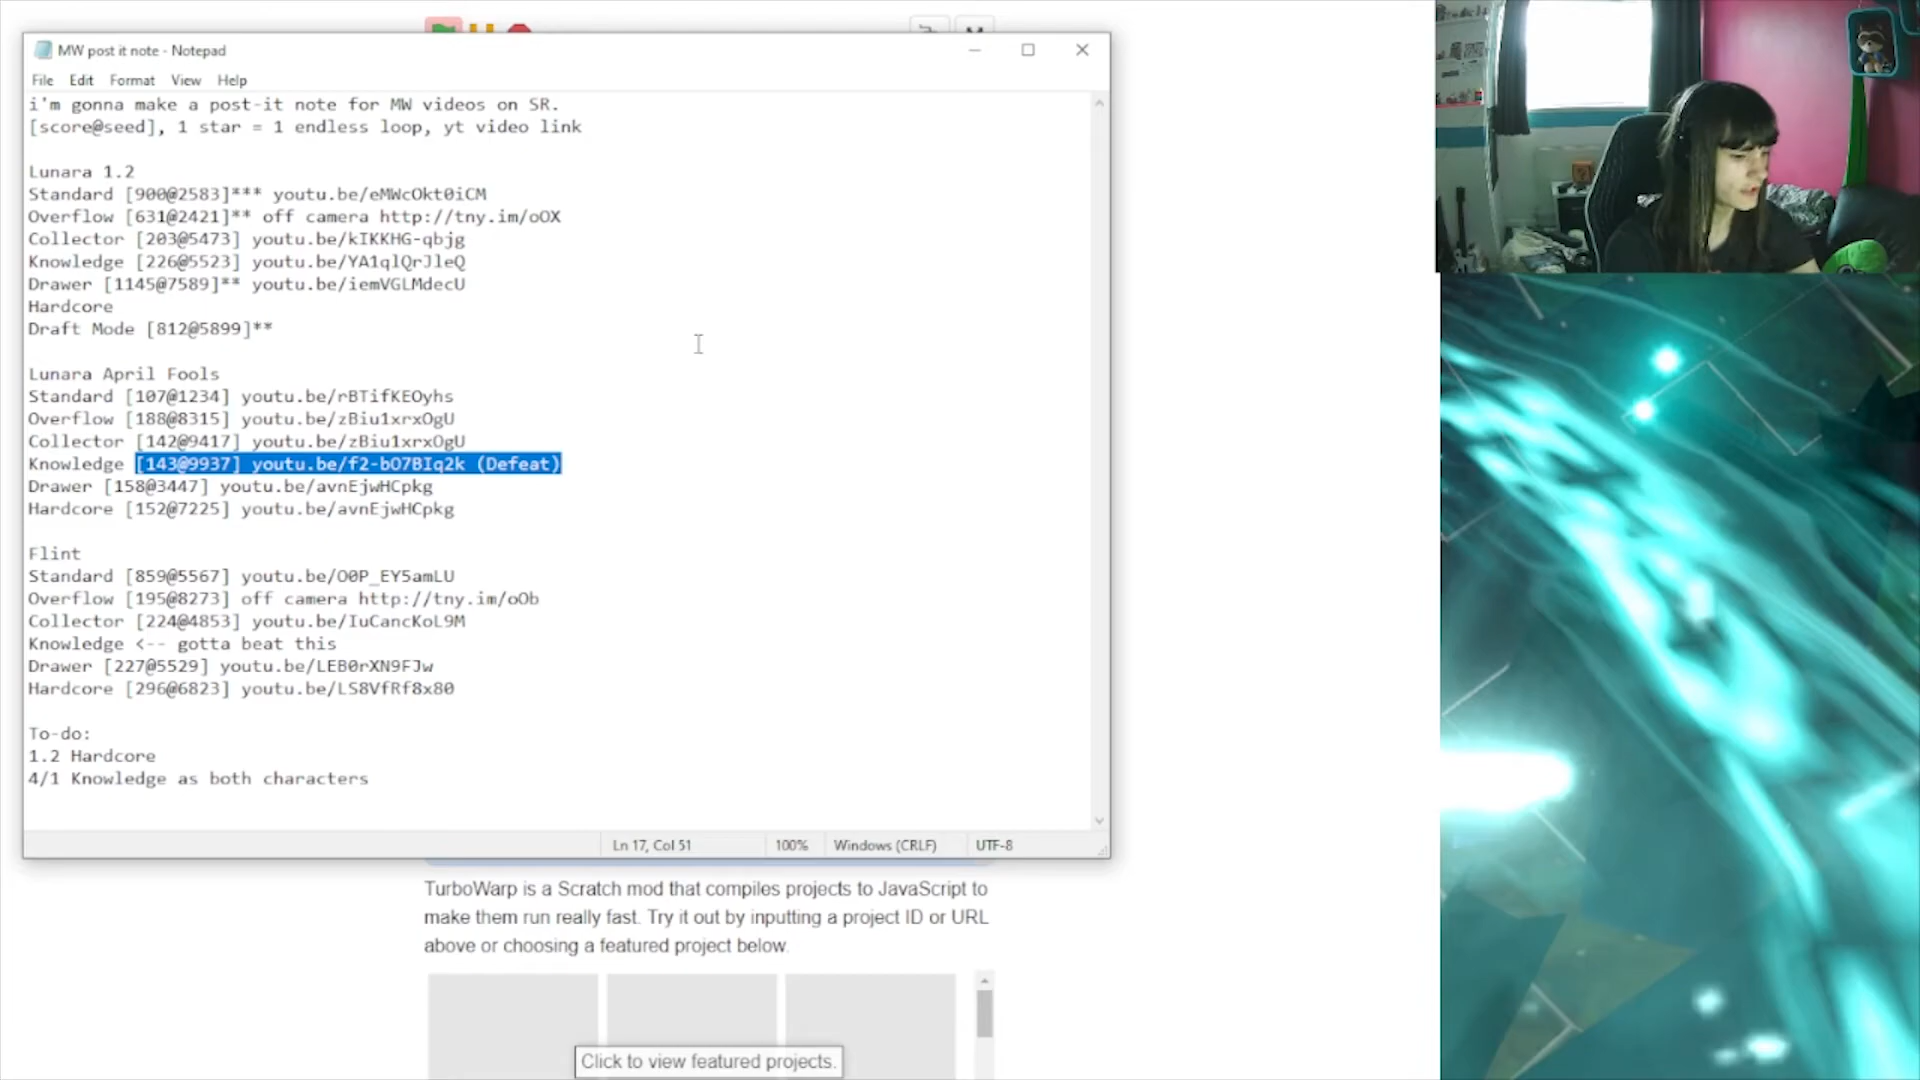 MW post it note - Notepad
File Edit Format View Help
i'm gonna make a post-it note for MW videos on SR.
[score@seed], 1 star = 1 endless loop, yt video link
Lunara 1.2
Standard [900@2583]*** youtu.be/eMWcOkt0iCM
Overflow [631@2421]** off camera http://tny.im/oOX
Collector [203@5473] youtu.be/kIKKHG-qbjg
Knowledge [226@5523] youtu.be/YA1qlQrJleQ
Drawer [1145@7589]** youtu.be/iemVGLMdecU
Hardcore
Draft Mode [812@5899]**
Lunara April Fools
Standard [107@1234] youtu.be/rBTifKEOyhs
Overflow [188@8315] youtu.be/zBiu1xrxOgU
Collector [142@9417] youtu.be/zBiu1xrxOgU
Knowledge [143@9937] youtu.be/f2-bO7BIq2k (Defeat)
Drawer [158@3447] youtu.be/avnEjwHCpkg
Hardcore [152@7225] youtu.be/avnEjwHCpkg
Flint
Standard [859@5567] youtu.be/O0P_EY5amLU
Overflow [195@8273] off camera http://tny.im/oOb
Collector [224@4853] youtu.be/IuCancKoL9M
Knowledge <-- gotta beat this
Drawer [227@5529] youtu.be/LEB0rXN9FJw
Hardcore [296@6823] youtu.be/LS8VfRf8x80
To-do:
1.2 Hardcore
4/1 Knowledge as both characters
Ln 17, Col 51 100% Windows (CRLF) UTF-8
TurboWarp is a Scratch mod that compiles projects to JavaScript to
make them run really fast. Try it out by inputting a project ID or URL
above or choosing a featured project below.
Click to view featured projects.